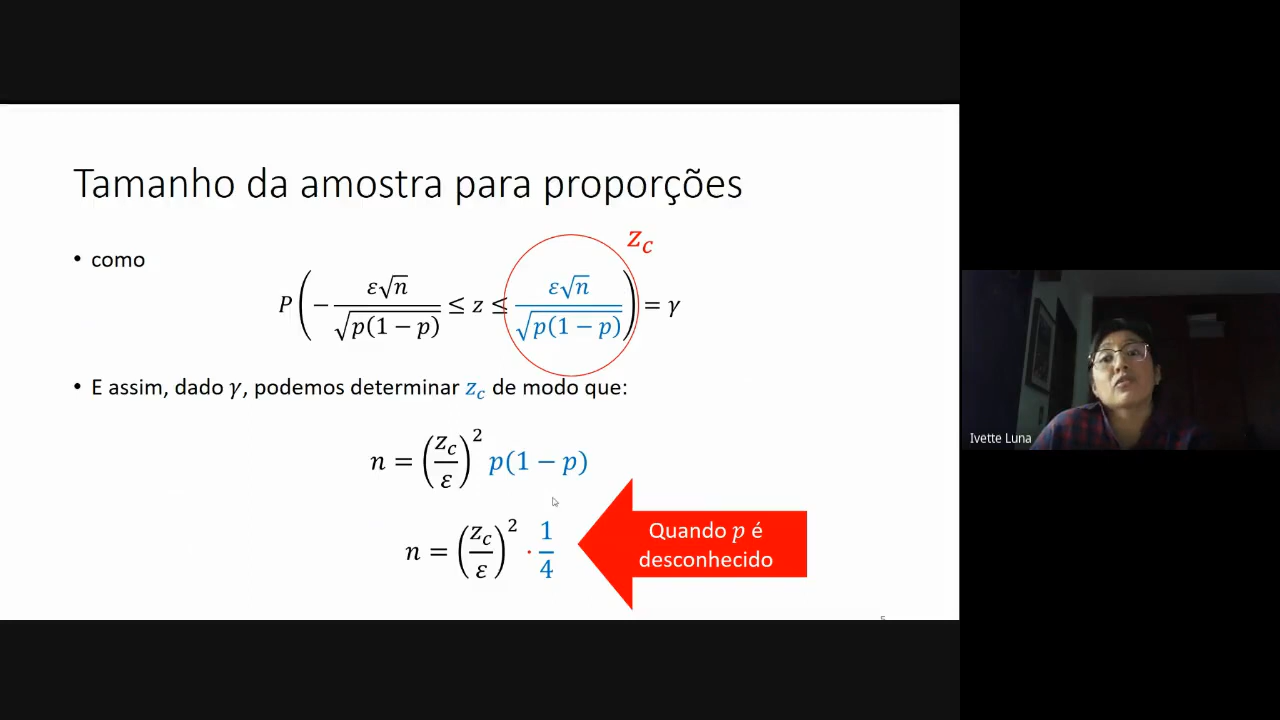 Tamanho da amostra para proporções
z_c
• como
P(−ε√n/√(p(1 − p)) ≤ z ≤ ε√n/√(p(1 − p))) = γ
• E assim, dado γ, podemos determinar z_c de modo que:
n = (z_c/ε)² p(1 − p)
n = (z_c/ε)² · 1/4
Quando p é
desconhecido
Ivette Luna